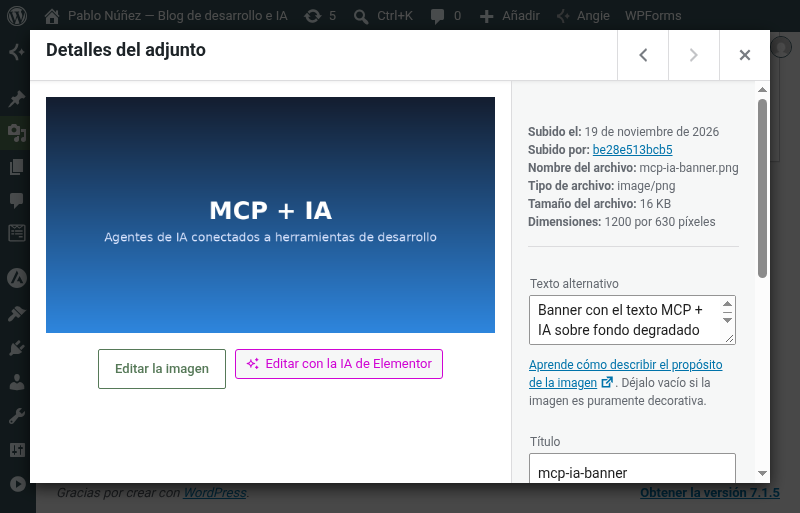 Pablo Núñez — Blog de desarrollo e IA
5
Ctrl+K
0
Añadir
Angie
WPForms
Detalles del adjunto
MCP + IA
Agentes de IA conectados a herramientas de desarrollo
Editar la imagen
Editar con la IA de Elementor
Subido el: 19 de noviembre de 2026
Subido por: be28e513bcb5
Nombre del archivo: mcp-ia-banner.png
Tipo de archivo: image/png
Tamaño del archivo: 16 KB
Dimensiones: 1200 por 630 píxeles
Texto alternativo
Banner con el texto MCP +
IA sobre fondo degradado
Aprende cómo describir el propósito
de la imagen. Déjalo vacío si la
imagen es puramente decorativa.
Título
mcp-ia-banner
Gracias por crear con WordPress.
Obtener la versión 7.1.5